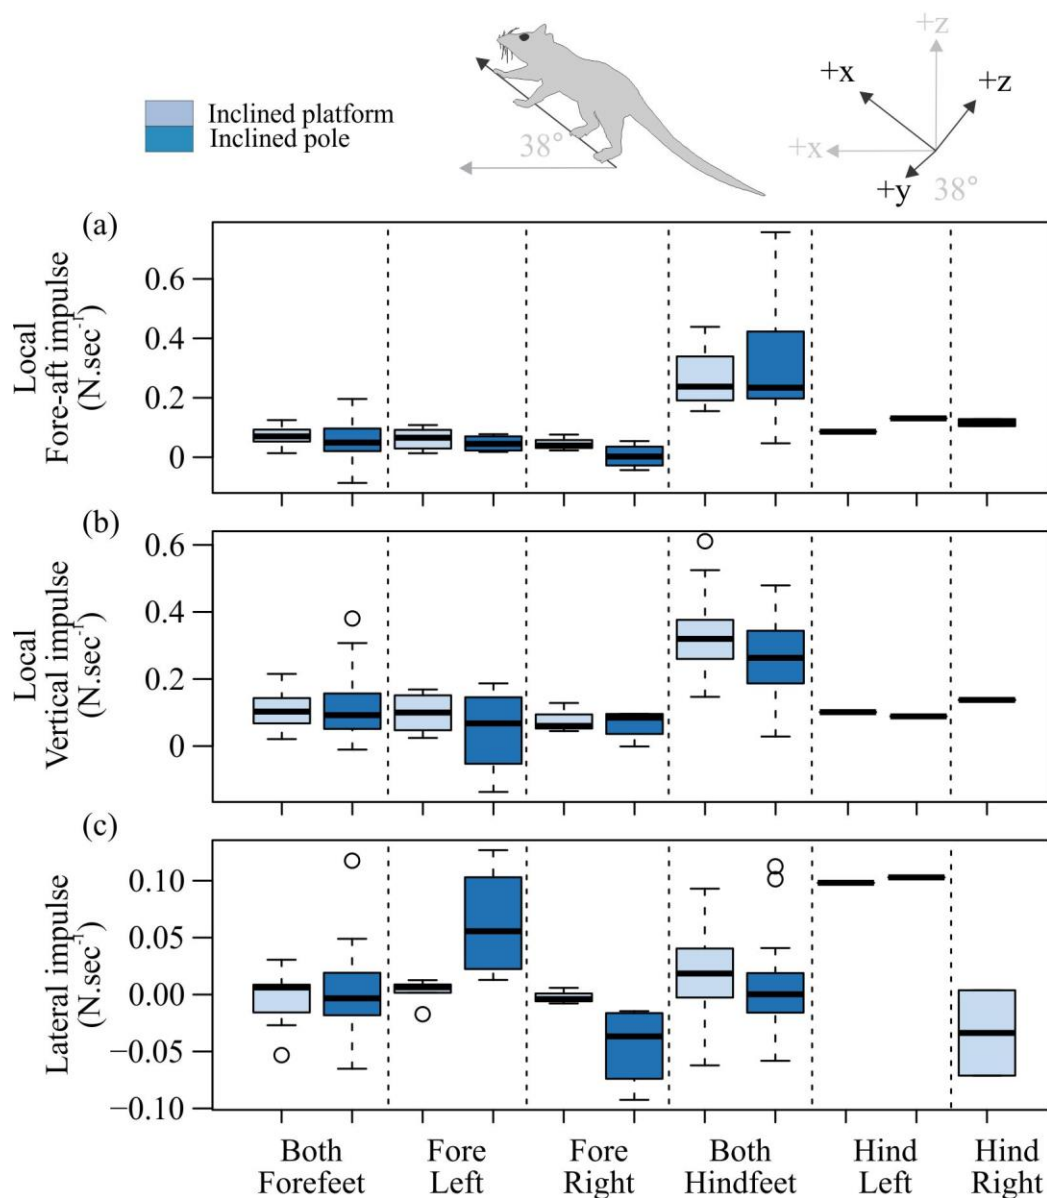 Inclined platform
Inclined pole
38°
+z
+x
+z
+x
+y
38°
(a)
Local
Fore-aft impulse
(N.sec⁻¹)
0.6
0.4
0.2
0
(b)
Local
Vertical impulse
(N.sec⁻¹)
0.6
0.4
0.2
0
(c)
Lateral impulse
(N.sec⁻¹)
0.10
0.05
0.00
−0.05
−0.10
Both
Forefeet
Fore
Left
Fore
Right
Both
Hindfeet
Hind
Left
Hind
Right